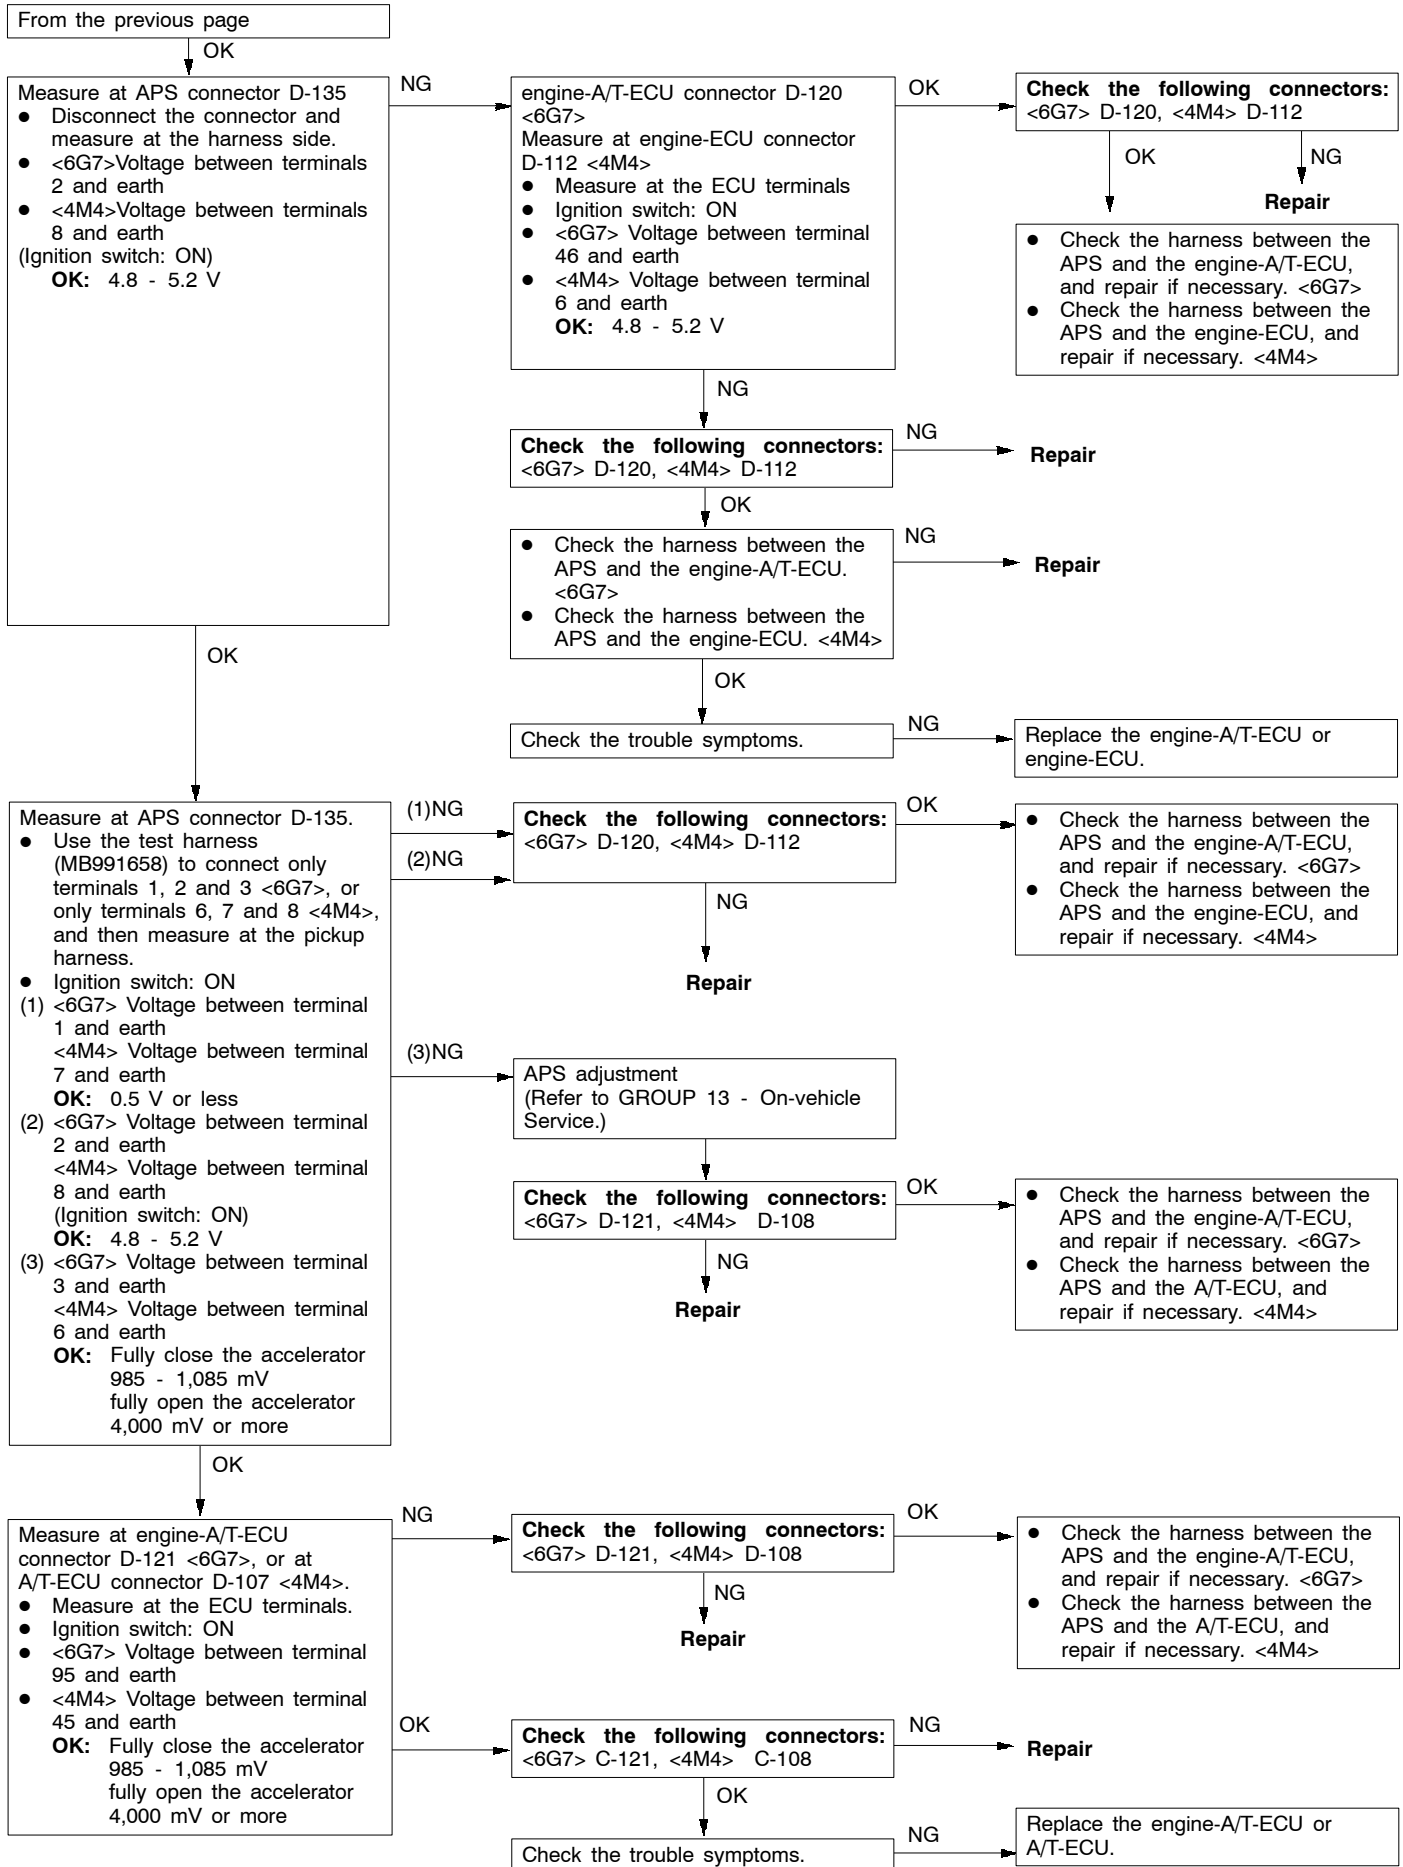 From the previous page
OK
Measure at APS connector D-135
● Disconnect the connector and
measure at the harness side.
● <6G7>Voltage between terminals
2 and earth
● <4M4>Voltage between terminals
8 and earth
(Ignition switch: ON)
OK: 4.8 - 5.2 V
NG
engine-A/T-ECU connector D-120
<6G7>
Measure at engine-ECU connector
D-112 <4M4>
● Measure at the ECU terminals
● Ignition switch: ON
● <6G7> Voltage between terminal
46 and earth
● <4M4> Voltage between terminal
6 and earth
OK: 4.8 - 5.2 V
OK
Check the following connectors:
<6G7> D-120, <4M4> D-112
OK
NG
Repair
● Check the harness between the
APS and the engine-A/T-ECU,
and repair if necessary. <6G7>
● Check the harness between the
APS and the engine-ECU, and
repair if necessary. <4M4>
NG
Check the following connectors:
<6G7> D-120, <4M4> D-112
NG
Repair
OK
● Check the harness between the
APS and the engine-A/T-ECU.
<6G7>
● Check the harness between the
APS and the engine-ECU. <4M4>
NG
Repair
OK
OK
Check the trouble symptoms.
NG
Replace the engine-A/T-ECU or
engine-ECU.
Measure at APS connector D-135.
● Use the test harness
(MB991658) to connect only
terminals 1, 2 and 3 <6G7>, or
only terminals 6, 7 and 8 <4M4>,
and then measure at the pickup
harness.
● Ignition switch: ON
(1) <6G7> Voltage between terminal
1 and earth
<4M4> Voltage between terminal
7 and earth
OK: 0.5 V or less
(2) <6G7> Voltage between terminal
2 and earth
<4M4> Voltage between terminal
8 and earth
(Ignition switch: ON)
OK: 4.8 - 5.2 V
(3) <6G7> Voltage between terminal
3 and earth
<4M4> Voltage between terminal
6 and earth
OK: Fully close the accelerator
985 - 1,085 mV
fully open the accelerator
4,000 mV or more
(1)NG
(2)NG
Check the following connectors:
<6G7> D-120, <4M4> D-112
OK
● Check the harness between the
APS and the engine-A/T-ECU,
and repair if necessary. <6G7>
● Check the harness between the
APS and the engine-ECU, and
repair if necessary. <4M4>
NG
Repair
(3)NG
APS adjustment
(Refer to GROUP 13 - On-vehicle
Service.)
Check the following connectors:
<6G7> D-121, <4M4> D-108
OK
● Check the harness between the
APS and the engine-A/T-ECU,
and repair if necessary. <6G7>
● Check the harness between the
APS and the A/T-ECU, and
repair if necessary. <4M4>
NG
Repair
OK
Measure at engine-A/T-ECU
connector D-121 <6G7>, or at
A/T-ECU connector D-107 <4M4>.
● Measure at the ECU terminals.
● Ignition switch: ON
● <6G7> Voltage between terminal
95 and earth
● <4M4> Voltage between terminal
45 and earth
OK: Fully close the accelerator
985 - 1,085 mV
fully open the accelerator
4,000 mV or more
NG
Check the following connectors:
<6G7> D-121, <4M4> D-108
OK
● Check the harness between the
APS and the engine-A/T-ECU,
and repair if necessary. <6G7>
● Check the harness between the
APS and the A/T-ECU, and
repair if necessary. <4M4>
NG
Repair
OK
Check the following connectors:
<6G7> C-121, <4M4> C-108
NG
Repair
OK
Check the trouble symptoms.
NG
Replace the engine-A/T-ECU or
A/T-ECU.